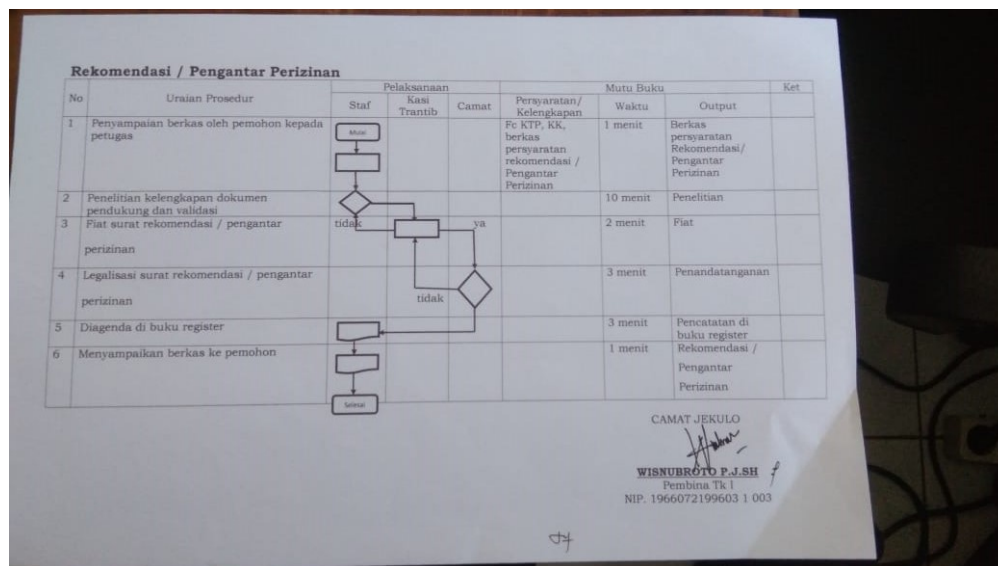 Rekomendasi / Pengantar Perizinan
No Uraian Prosedur Pelaksanaan Mutu Buku Ket
Staf Kasi Trantib Camat Persyaratan/ Kelengkapan Waktu Output
1 Penyampaian berkas oleh pemohon kepada petugas Mulai Fc KTP, KK, berkas persyaratan rekomendasi / Pengantar Perizinan 1 menit Berkas persyaratan Rekomendasi/ Pengantar Perizinan
2 Penelitian kelengkapan dokumen pendukung dan validasi 10 menit Penelitian
3 Fiat surat rekomendasi / pengantar perizinan tidak ya 2 menit Fiat
4 Legalisasi surat rekomendasi / pengantar perizinan tidak 3 menit Penandatanganan
5 Diagenda di buku register 3 menit Pencatatan di buku register
6 Menyampaikan berkas ke pemohon 1 menit Rekomendasi / Pengantar Perizinan
Selesai
CAMAT JEKULO
WISNUBROTO P.J.SH
Pembina Tk I
NIP. 1966072199603 1 003